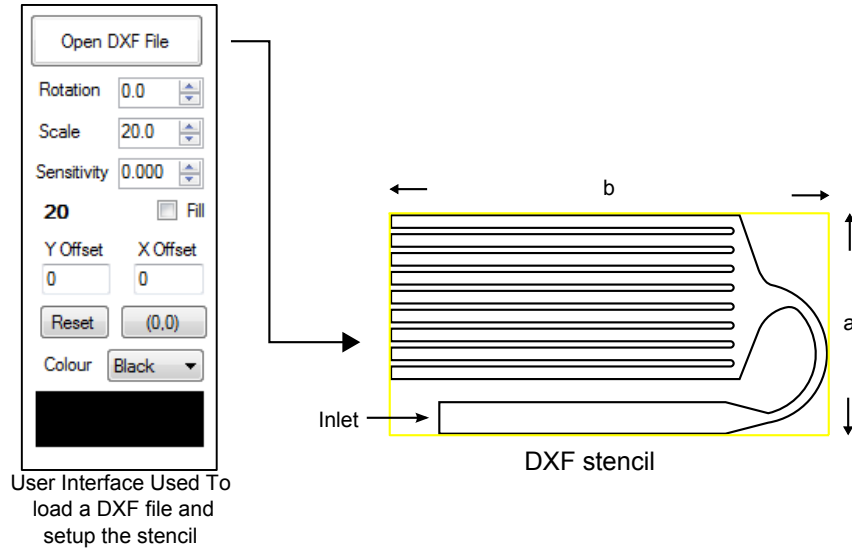 Open DXF File
Rotation 0.0
Scale 20.0
Sensitivity 0.000
20 Fill
Y Offset X Offset
0 0
Reset (0,0)
Colour Black
User Interface Used To
load a DXF file and
setup the stencil
b
a
Inlet
DXF stencil